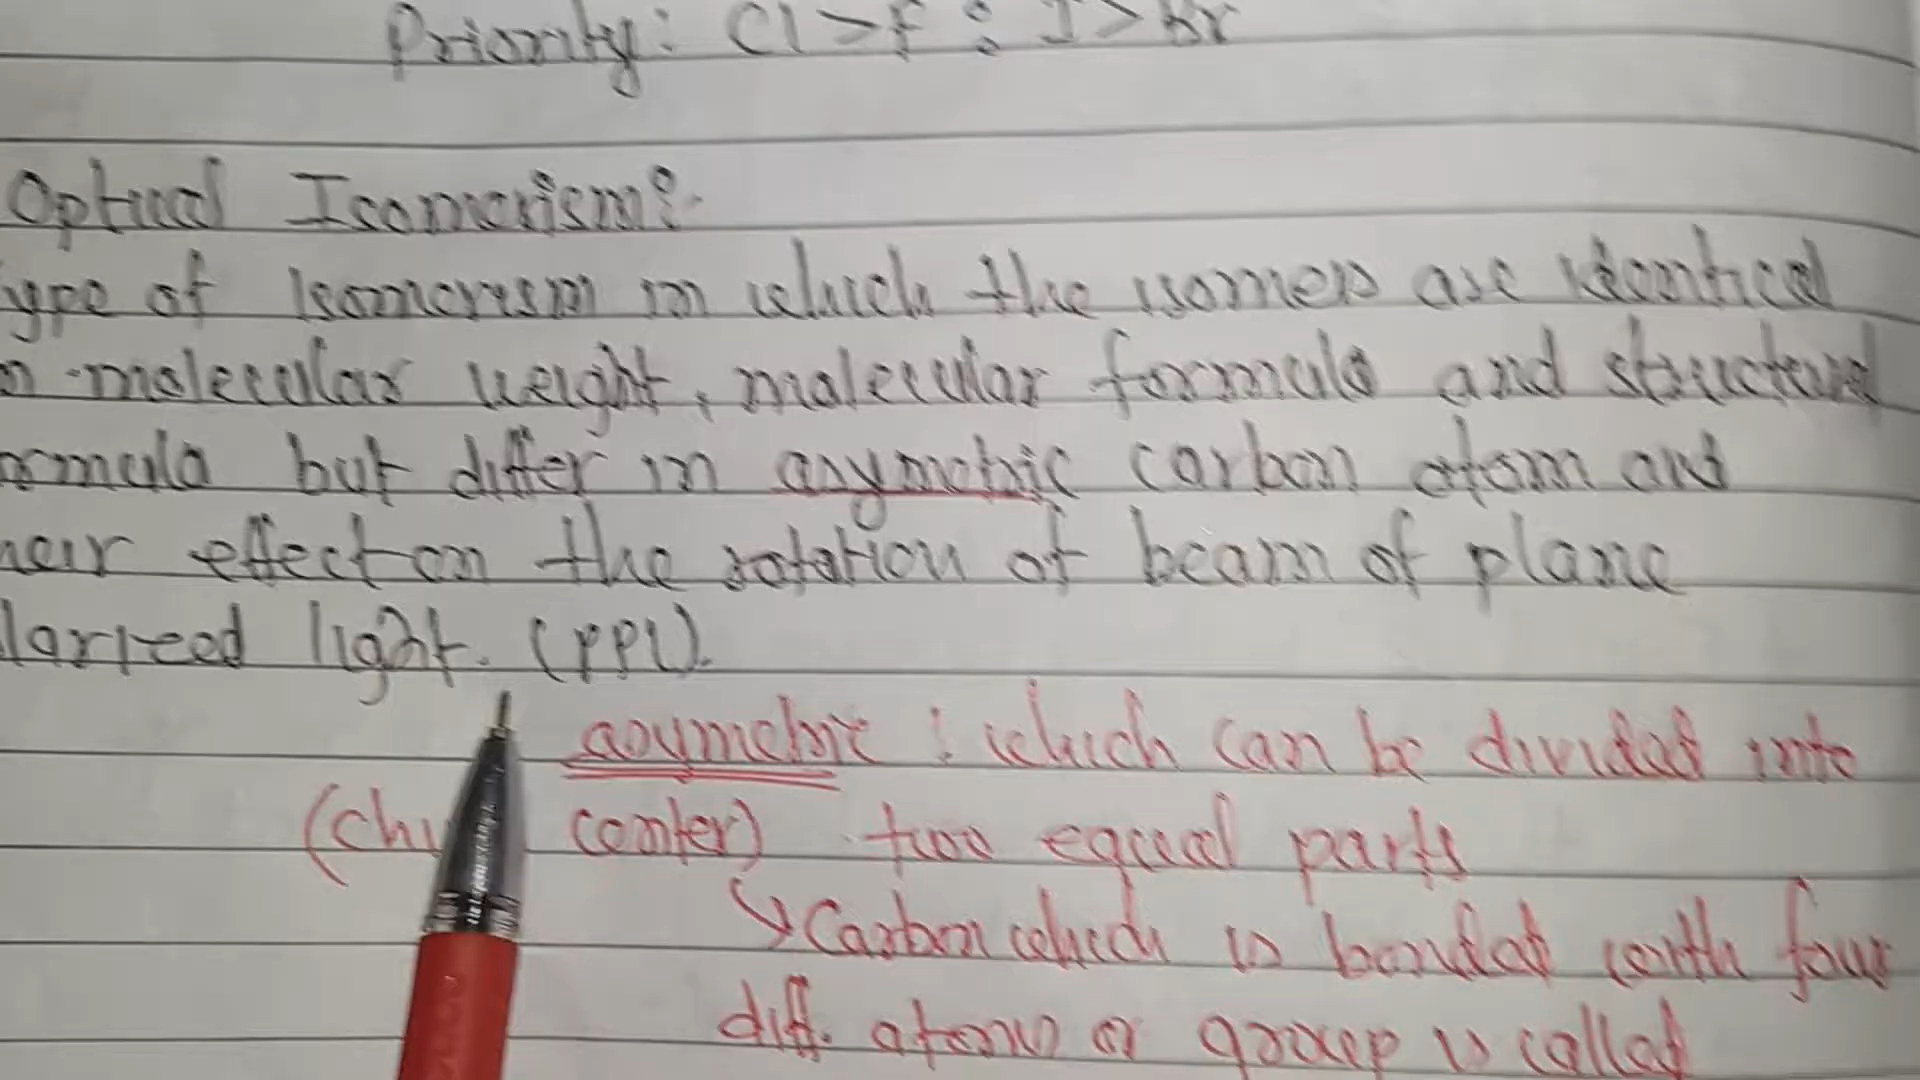 Priority: Cl > F ; I > Br
Optical Isomerism:-
ype of Isomerism in which the isomers are identical
n molecular weight, molecular formula and structural
ormula but differ in asymetric carbon atom and
heir effect on the rotation of beam of plane
larized light. (PPL).
asymetric : which can be divided into
(chi center) two equal parts
↳ Carbon which is bonded with four
diff. atoms or group is called